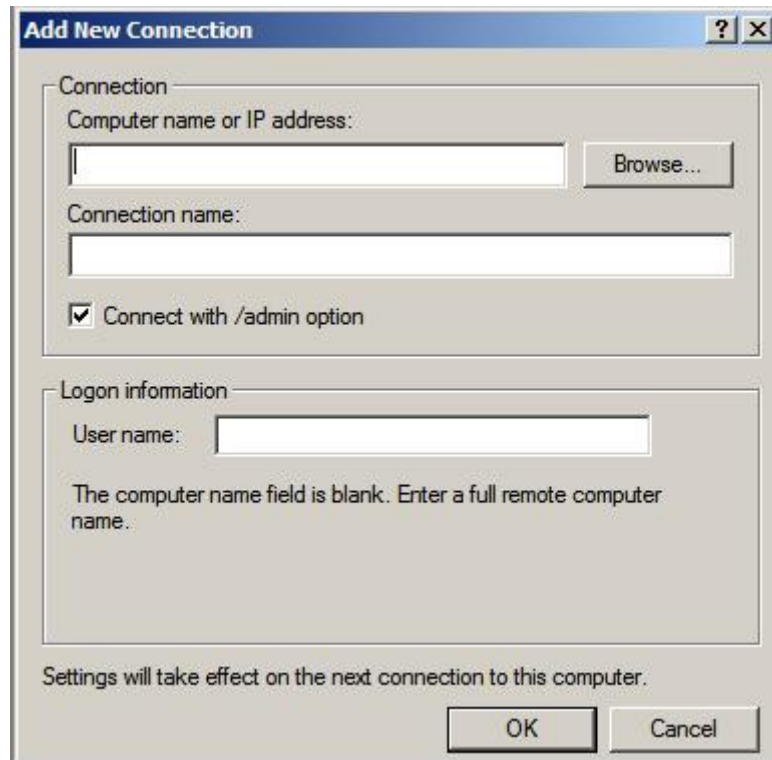 Add New Connection
Connection
Computer name or IP address:
Browse...
Connection name:
Connect with /admin option
Logon information
User name:
The computer name field is blank. Enter a full remote computer
name.
Settings will take effect on the next connection to this computer.
OK
Cancel